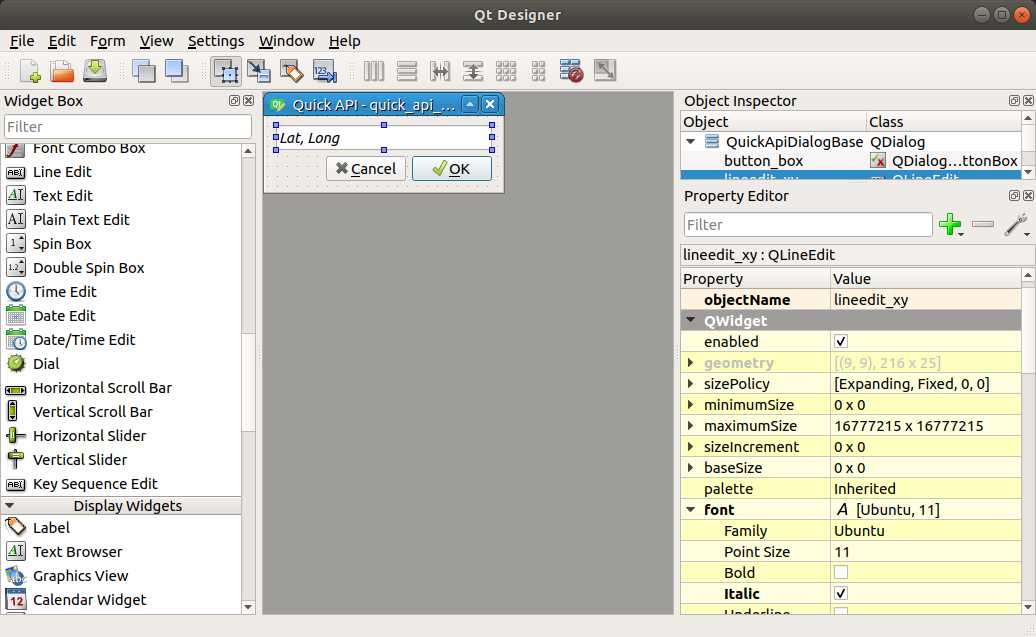 Qt Designer
File Edit Form View Settings Window Help
Widget Box
Filter
Font Combo Box
Line Edit
Text Edit
Plain Text Edit
Spin Box
Double Spin Box
Time Edit
Date Edit
Date/Time Edit
Dial
Horizontal Scroll Bar
Vertical Scroll Bar
Horizontal Slider
Vertical Slider
Key Sequence Edit
Display Widgets
Label
Text Browser
Graphics View
Calendar Widget
Quick API - quick_api_...
Lat, Long
Cancel OK
Object Inspector
Object Class
QuickApiDialogBase QDialog
button_box QDialog...ttonBox
lineedit_xy QLineEdit
Property Editor
Filter
lineedit_xy : QLineEdit
Property Value
objectName lineedit_xy
QWidget
enabled
geometry [(9, 9), 216 x 25]
sizePolicy [Expanding, Fixed, 0, 0]
minimumSize 0 x 0
maximumSize 16777215 x 16777215
sizeIncrement 0 x 0
baseSize 0 x 0
palette Inherited
font A [Ubuntu, 11]
Family Ubuntu
Point Size 11
Bold
Italic
Underline